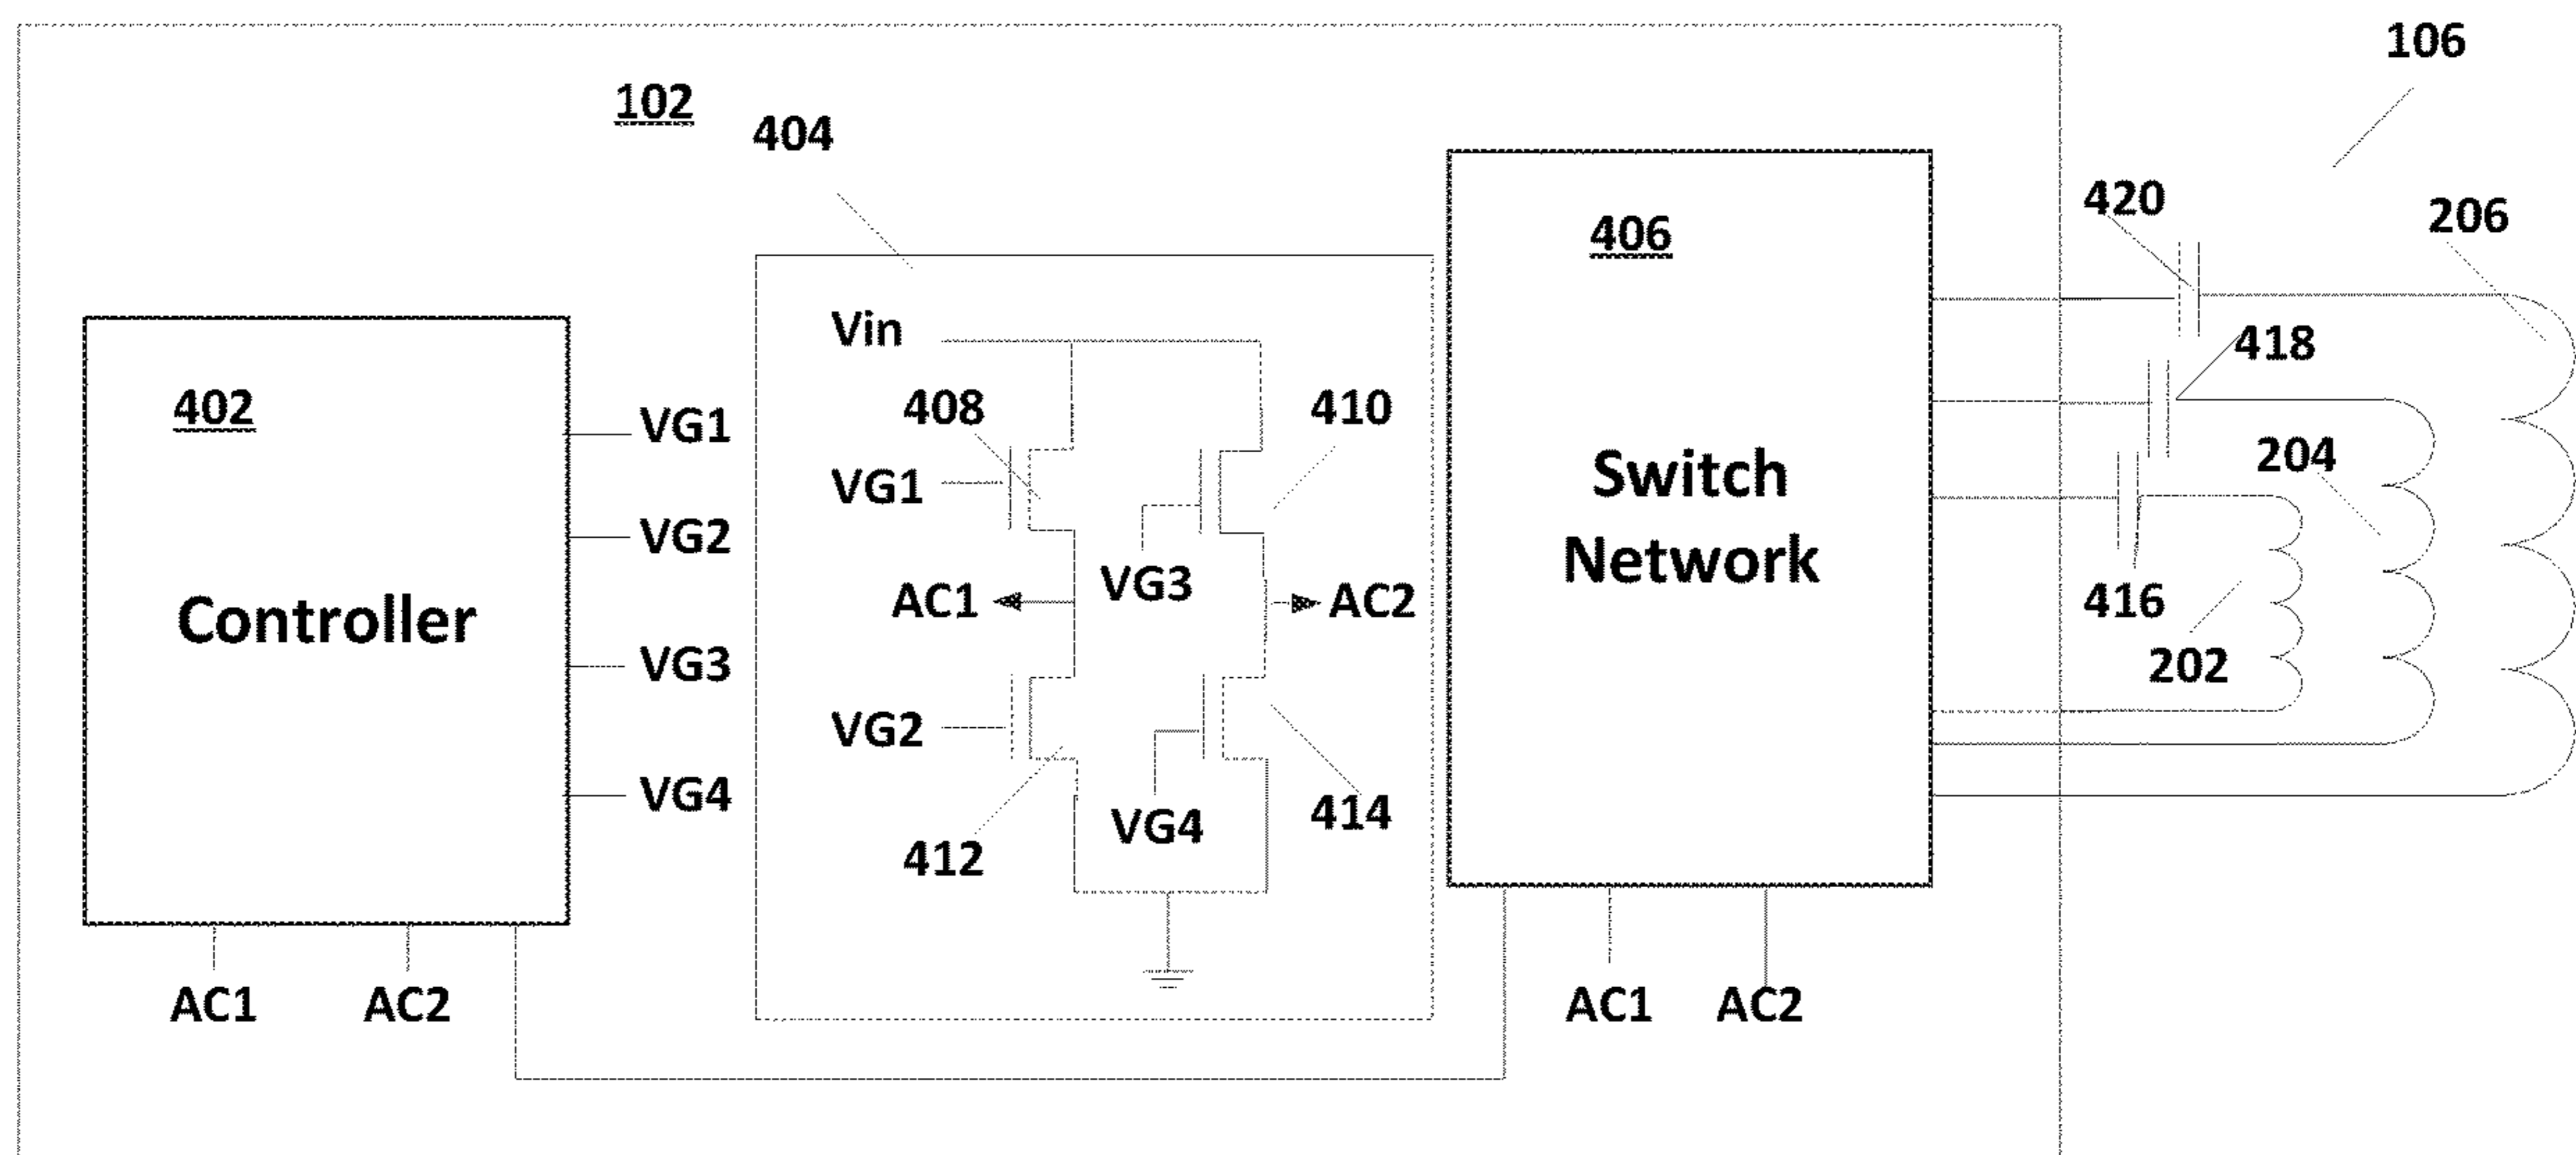 106
102
404
420
206
406
Vin
418
402
408
410
VG1
204
VG1
Switch
VG2
Network
VG3
AC1
AC2
416
Controller
VG3
202
VG2
VG4
VG4
414
412
AC1
AC2
AC1
AC2